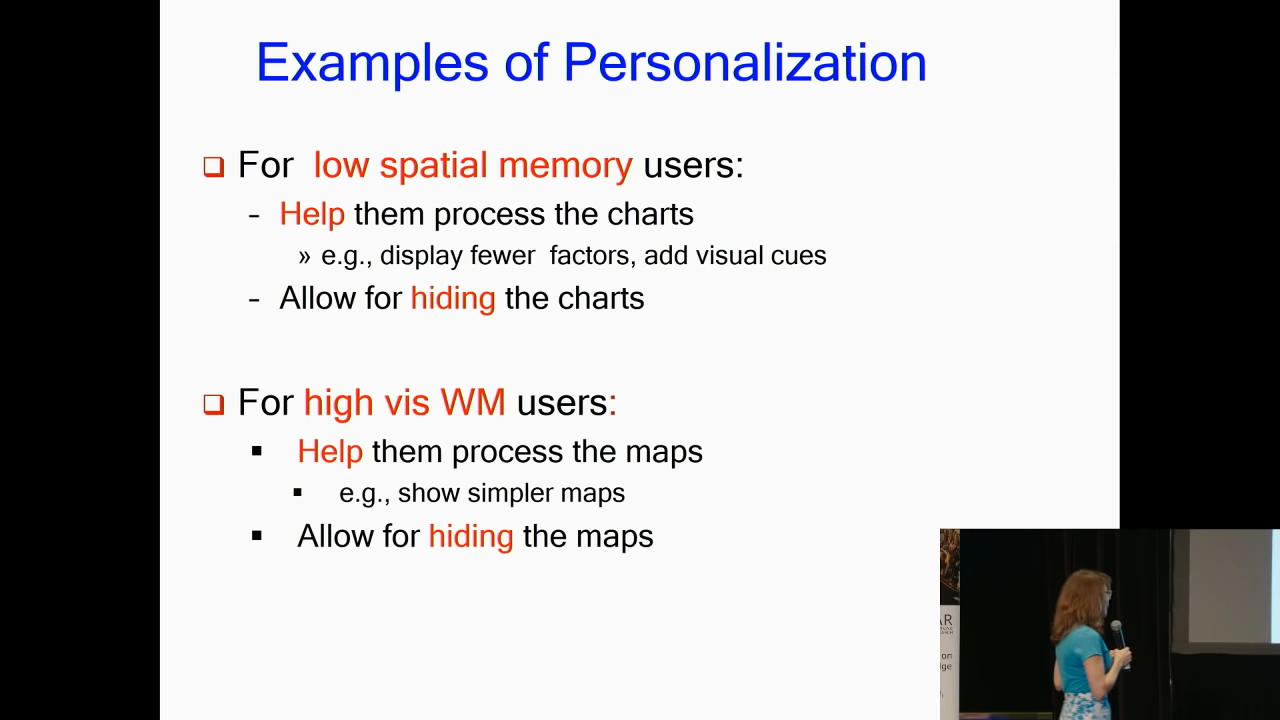 Examples of Personalization
❑ For low spatial memory users:
– Help them process the charts
» e.g., display fewer factors, add visual cues
– Allow for hiding the charts
❑ For high vis WM users:
▪ Help them process the maps
▪ e.g., show simpler maps
▪ Allow for hiding the maps
AR
on